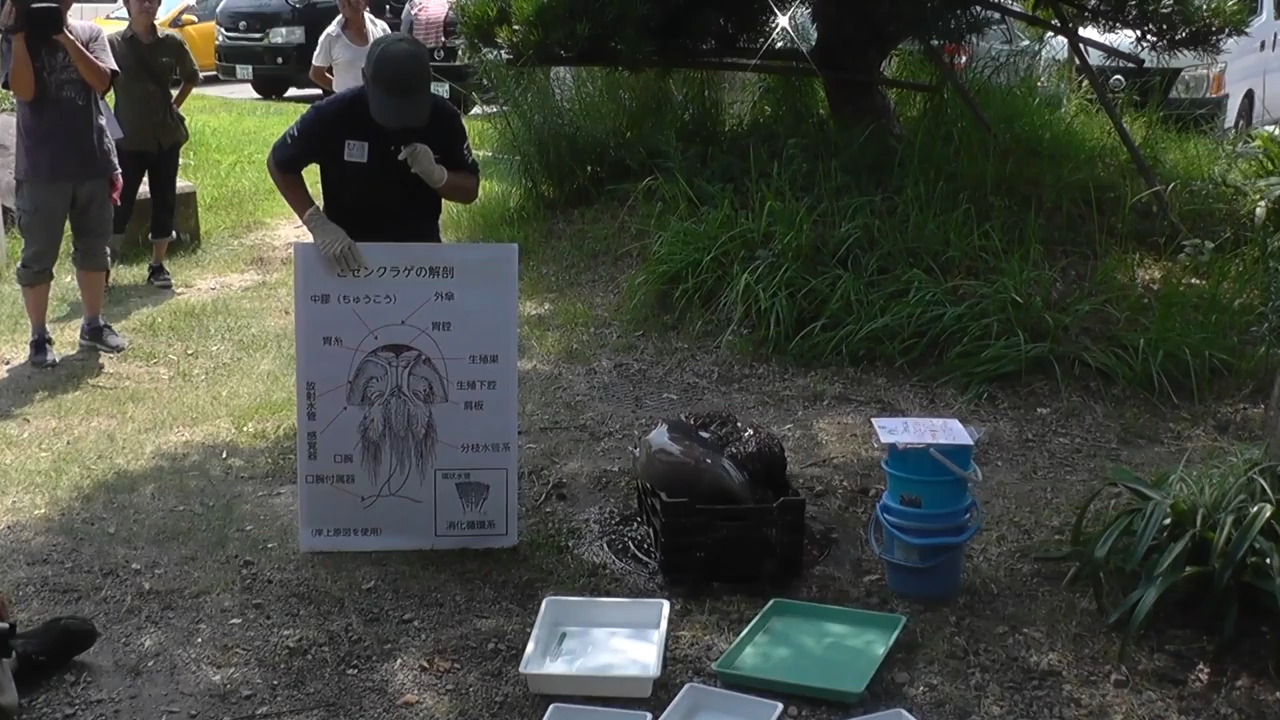 ビゼンクラゲの解剖
中膠（ちゅうこう）
外傘
胃腔
胃糸
生殖巣
生殖下腔
肩板
放射水管
感覚器
分枝水管系
口腕
口腕付属器
環状水管
消化循環系
（岸上原図を使用）